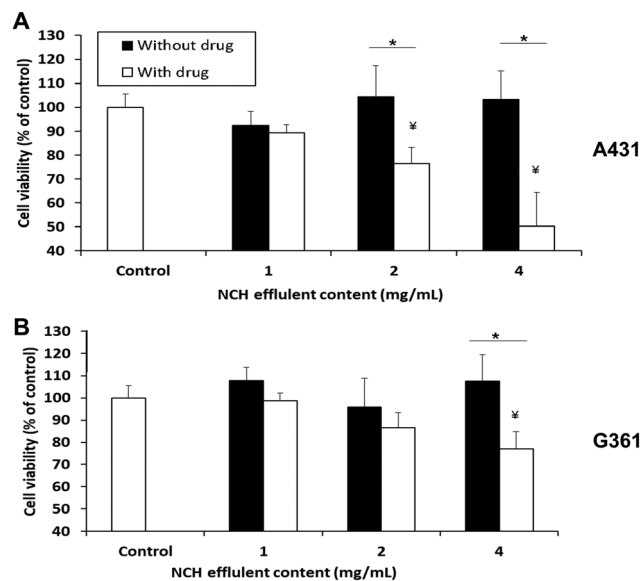 A
Without drug
With drug
130
120
110
100
90
80
70
60
50
40
Cell viability (% of control)
*
*
¥
¥
A431
Control
1
2
4
NCH efflulent content (mg/mL)
B
130
120
110
100
90
80
70
60
50
40
Cell viability (% of control)
*
¥
G361
Control
1
2
4
NCH efflulent content (mg/mL)